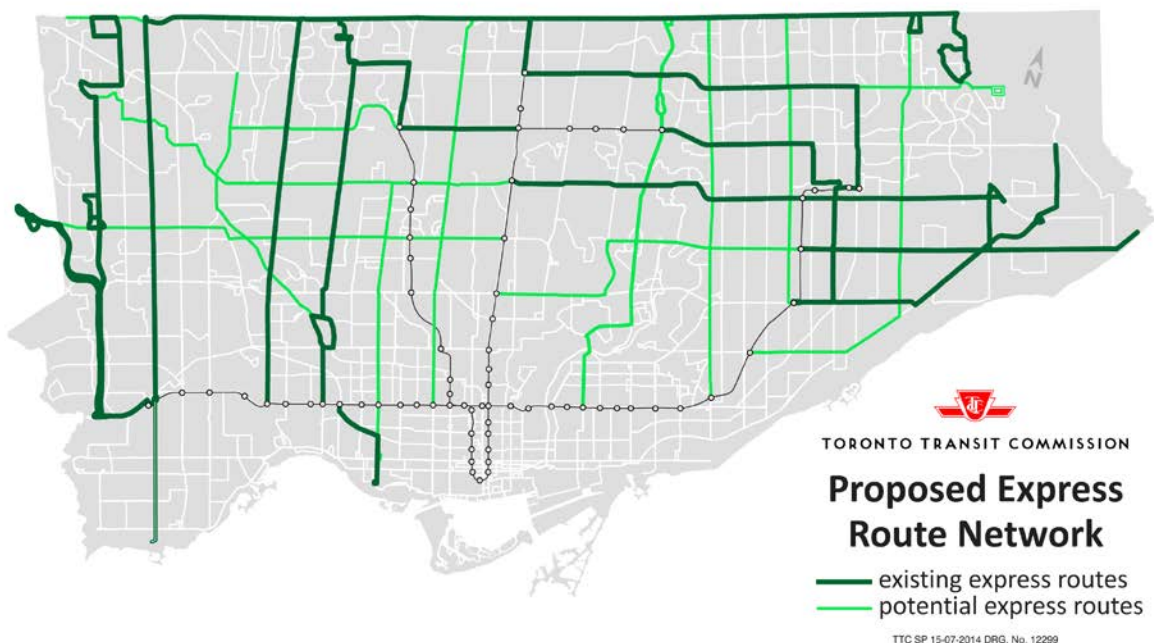 N
TTC
TORONTO TRANSIT COMMISSION
Proposed Express
Route Network
existing express routes
potential express routes
TTC SP 15-07-2014 DRG. No. 12299